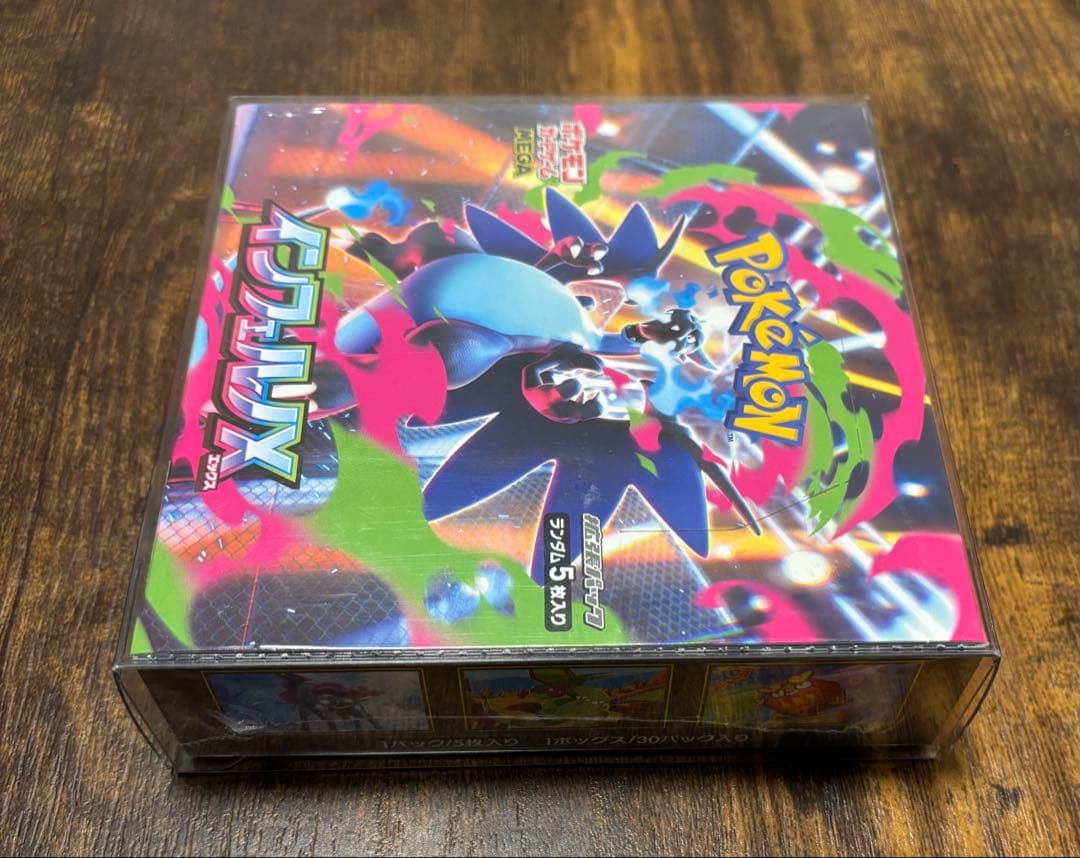 ポケモン
カードゲーム
MEGA
POKéMON
TM
インフェルノX
エックス
拡張パック
ランダム5枚入り
1パック/5枚入り 1ボックス/30パック入り